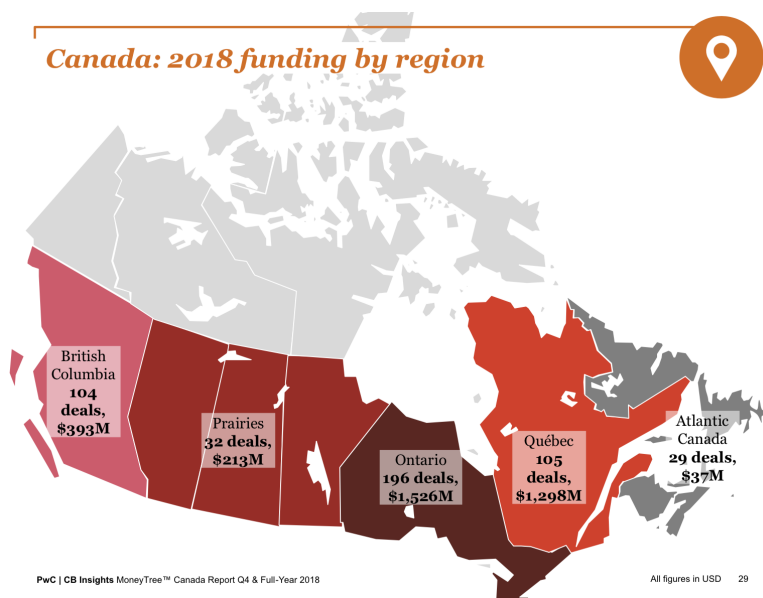 Canada: 2018 funding by region
British
Columbia
104
deals,
$393M
Prairies
32 deals,
$213M
Ontario
196 deals,
$1,526M
Québec
105
deals,
$1,298M
Atlantic
Canada
29 deals,
$37M
PwC | CB Insights MoneyTree™ Canada Report Q4 & Full-Year 2018
All figures in USD 29